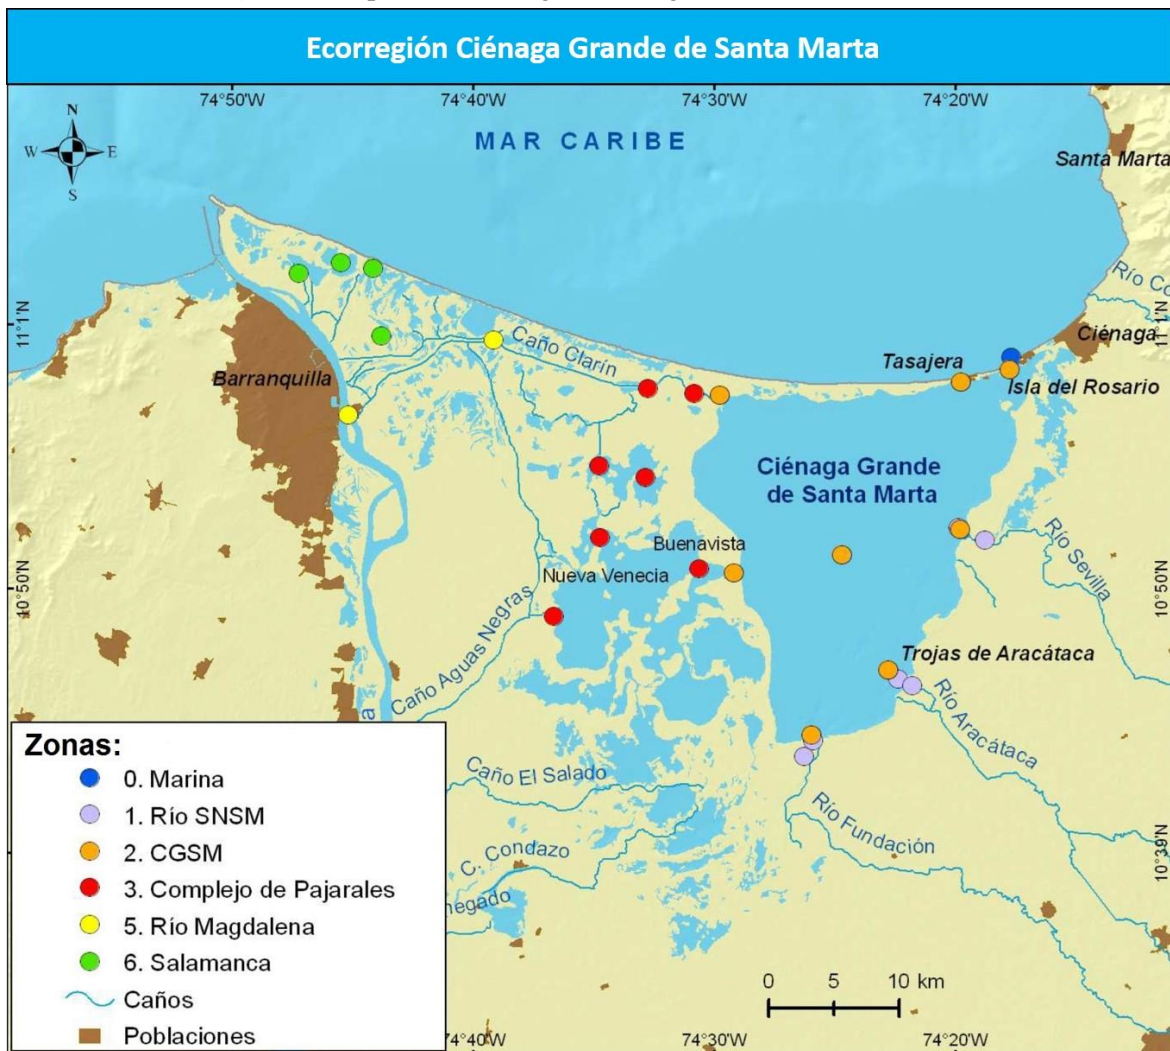 Ecorregión Ciénaga Grande de Santa Marta
74°50'W
74°40'W
74°30'W
74°20'W
N
W
E
S
MAR CARIBE
Santa Marta
Río Co
11°1'N
11°1'N
Ciénaga
Caño Clarín
Tasajera
Isla del Rosario
Barranquilla
Ciénaga Grande
de Santa Marta
Río Sevilla
Buenavista
Nueva Venecia
10°50'N
10°50'N
Caño Aguas Negras
Trojas de Aracátaca
Río Aracátaca
a
Caño El Salado
Río Fundación
C. Condazo
negado
10°39'N
Zonas:
0. Marina
1. Río SNSM
2. CGSM
3. Complejo de Pajarales
5. Río Magdalena
6. Salamanca
Caños
Poblaciones
0 5 10 km
74°40'W
74°30'W
74°20'W